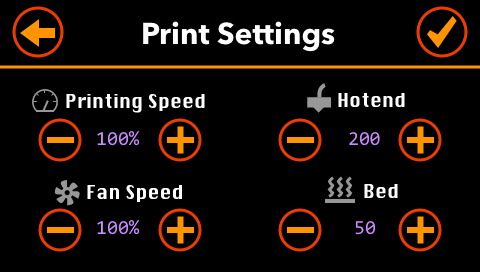 Print Settings
Printing Speed
100%
Hotend
200
Fan Speed
100%
Bed
50